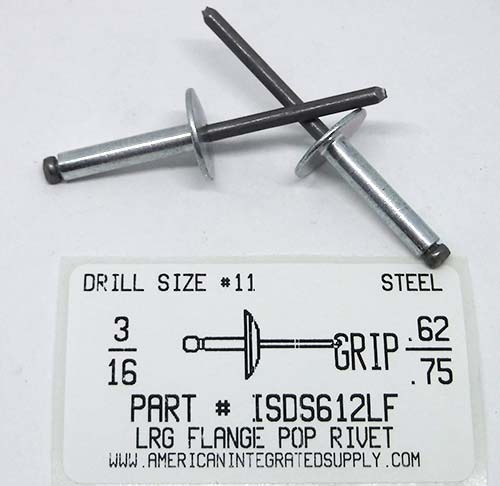 DRILL SIZE #11 STEEL
3/16 GRIP .62/.75
PART # ISDS612LF
LRG FLANGE POP RIVET
WWW.AMERICANINTEGRATEDSUPPLY.COM